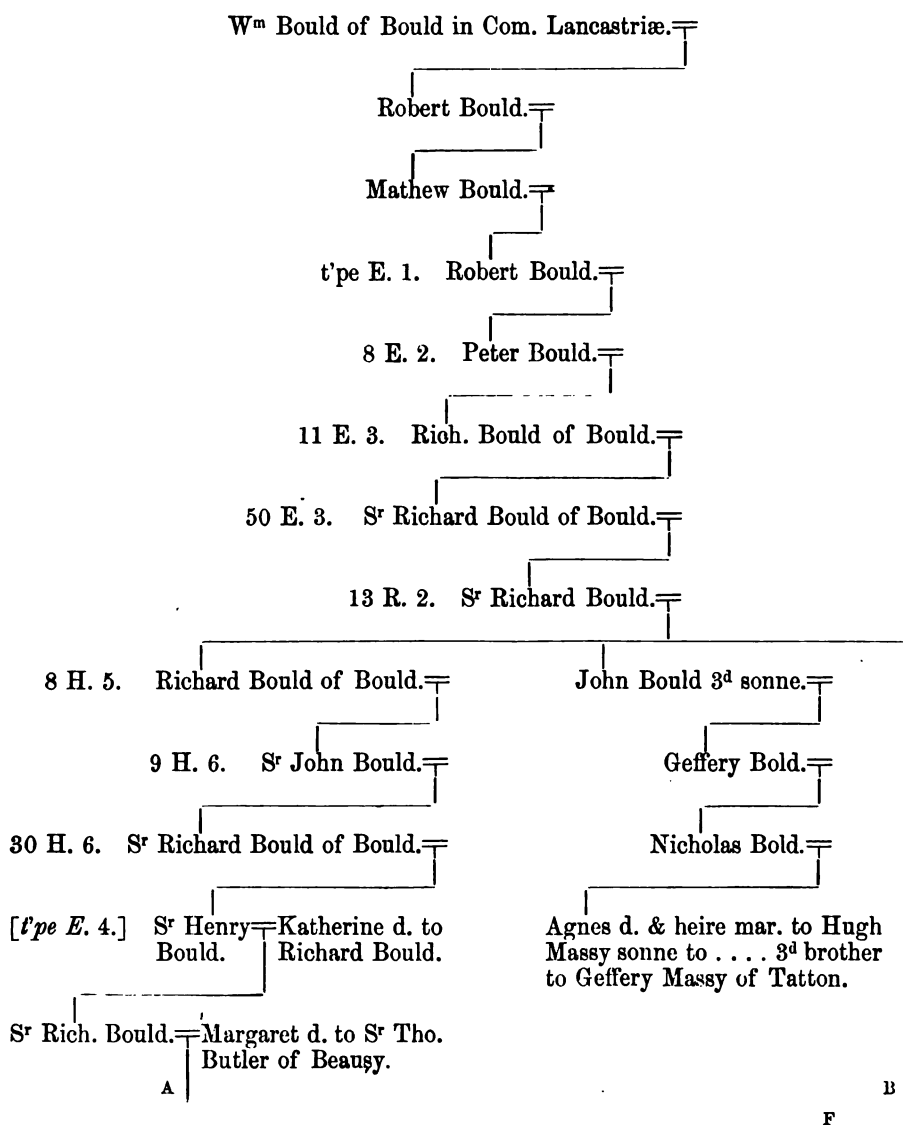 Wᵐ Bould of Bould in Com. Lancastriæ.
Robert Bould.
Mathew Bould.
t'pe E. 1. Robert Bould.
8 E. 2. Peter Bould.
11 E. 3. Rich. Bould of Bould.
50 E. 3. Sʳ Richard Bould of Bould.
13 R. 2. Sʳ Richard Bould.
8 H. 5. Richard Bould of Bould. John Bould 3ᵈ sonne.
9 H. 6. Sʳ John Bould. Geffery Bold.
30 H. 6. Sʳ Richard Bould of Bould. Nicholas Bold.
[t'pe E. 4.] Sʳ Henry Bould.
Katherine d. to
Richard Bould.
Agnes d. & heire mar. to Hugh
Massy sonne to . . . . 3ᵈ brother
to Geffery Massy of Tatton.
Sʳ Rich. Bould. Margaret d. to Sʳ Tho.
Butler of Beausy.
A B
F